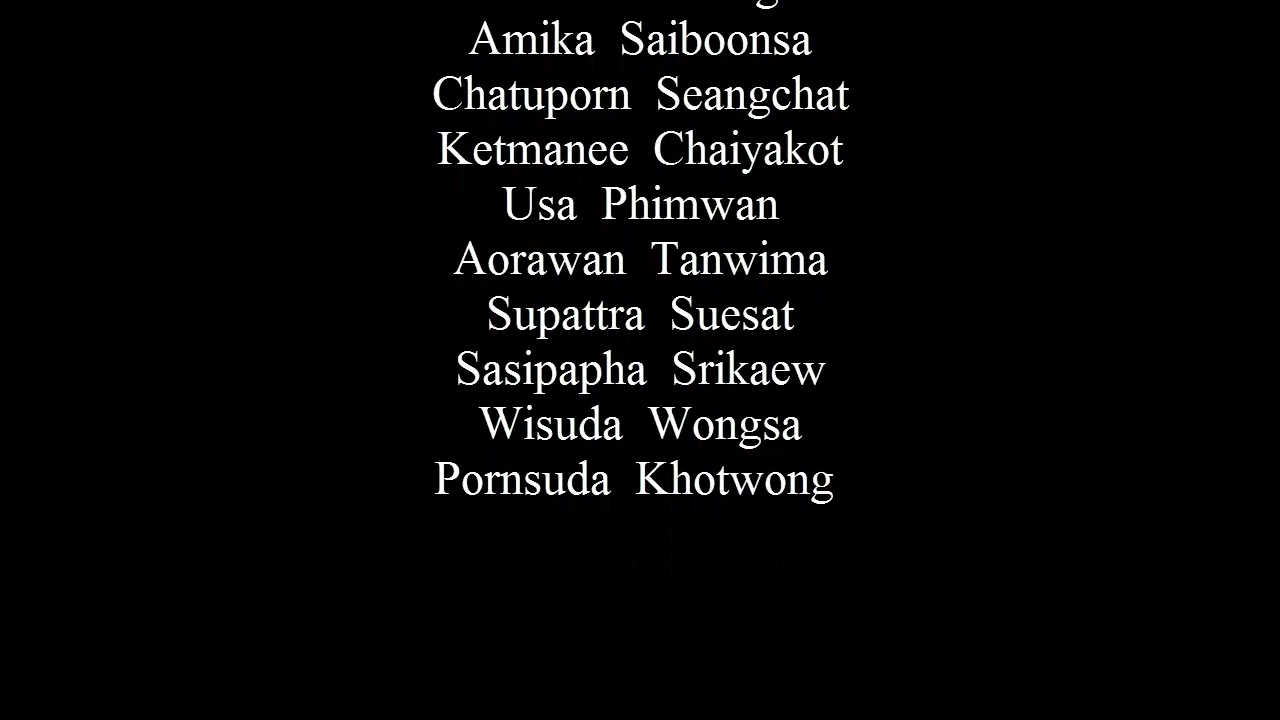 Amika Saiboonsa
Chatuporn Seangchat
Ketmanee Chaiyakot
Usa Phimwan
Aorawan Tanwima
Supattra Suesat
Sasipapha Srikaew
Wisuda Wongsa
Pornsuda Khotwong